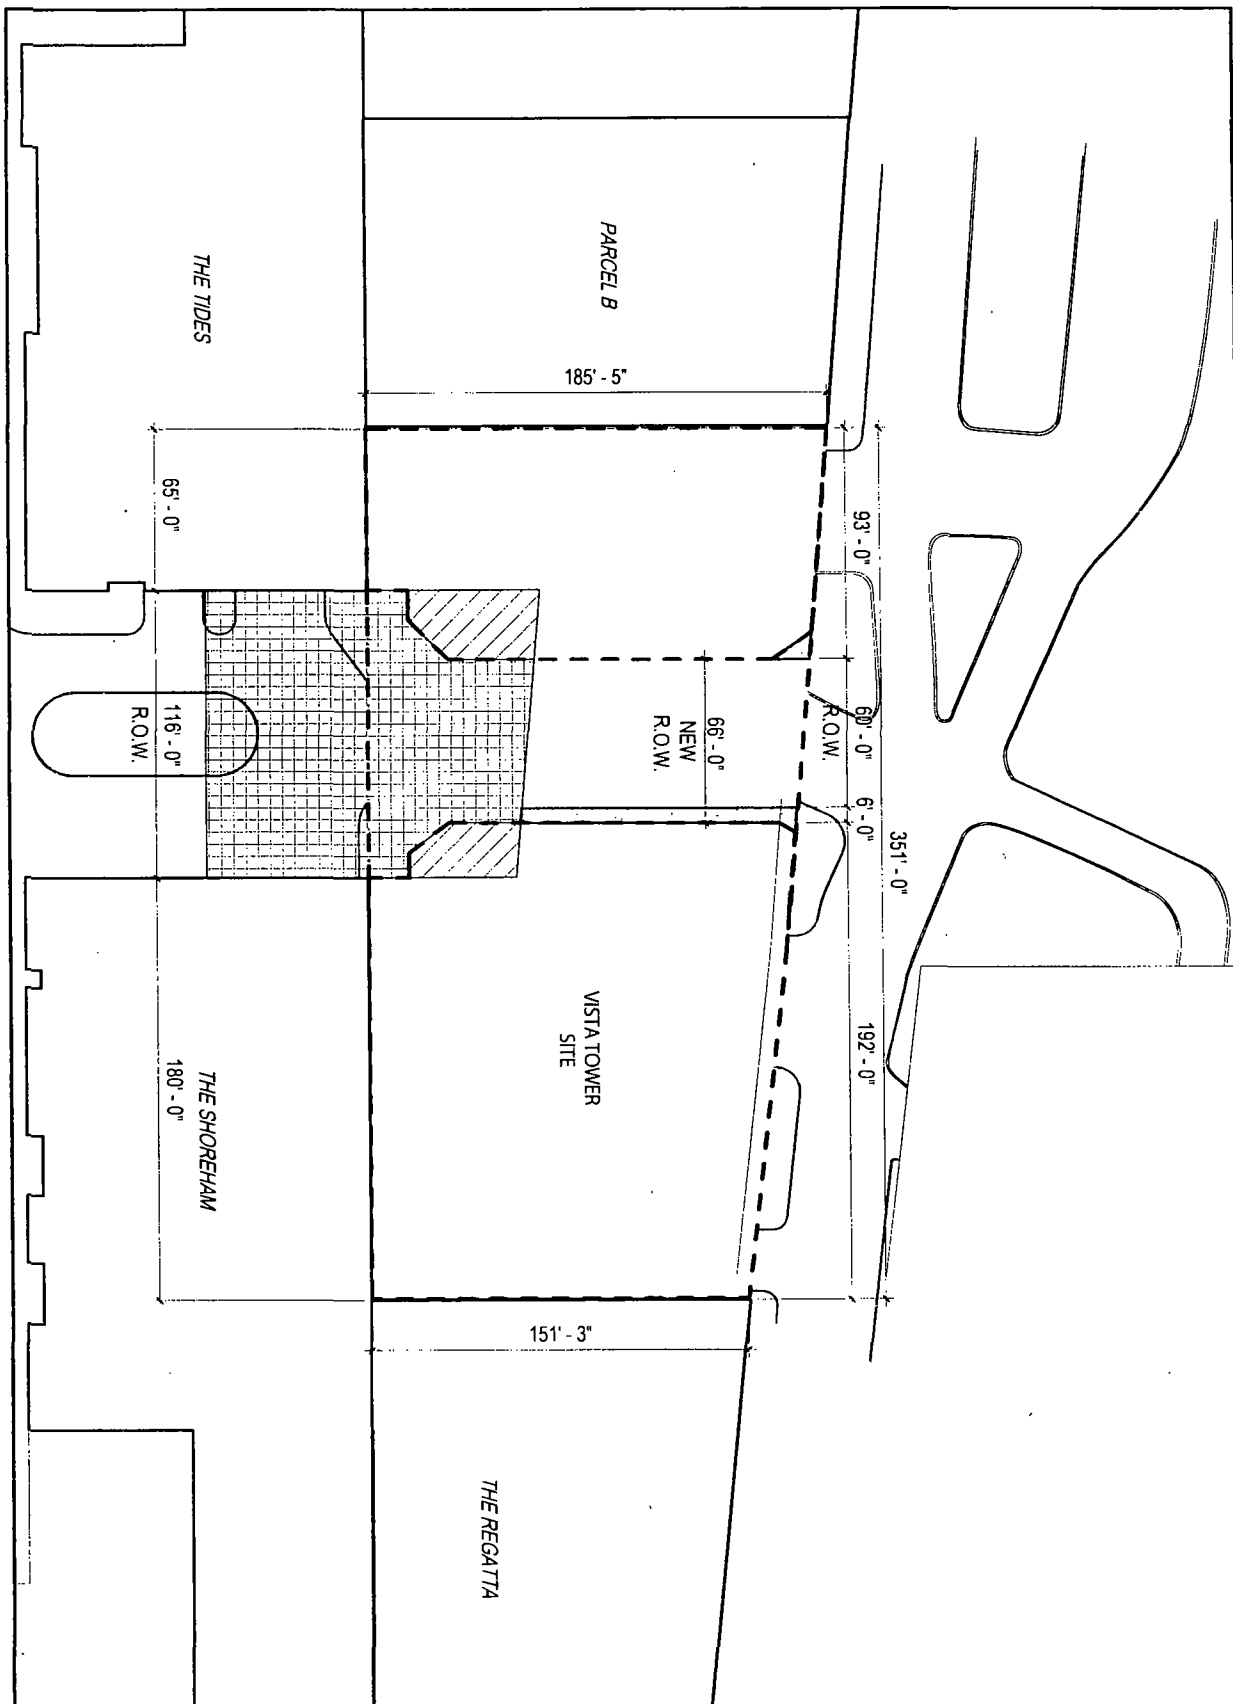 THE TIDES
PARCEL B
185' - 5"
65' - 0"
93' - 0"
116' - 0"
R.O.W.
66' - 0"
NEW
R.O.W.
60' - 0"
R.O.W.
6' - 0"
351' - 0"
192' - 0"
VISTA TOWER
SITE
THE SHOREHAM
180' - 0"
151' - 3"
THE REGATTA